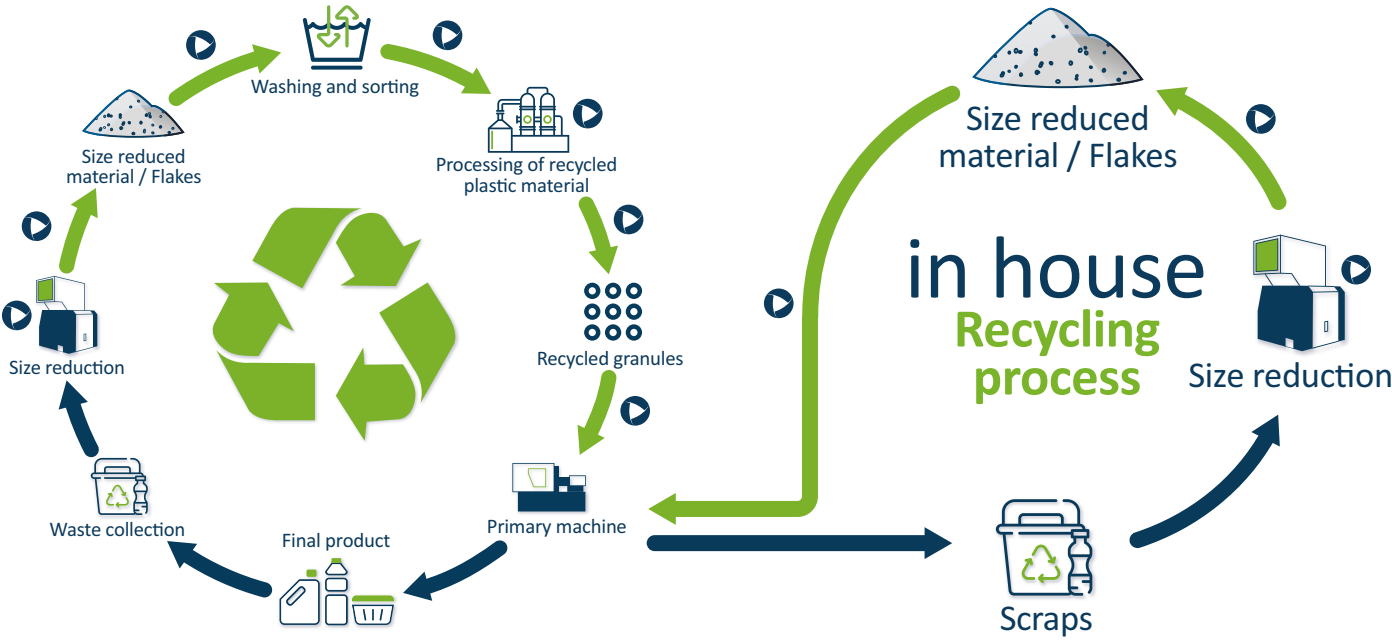 Washing and sorting
Size reduced
material / Flakes
Processing of recycled
plastic material
Size reduction
Recycled granules
Waste collection
Final product
Primary machine
Size reduced
material / Flakes
in house
Recycling
process
Size reduction
Scraps